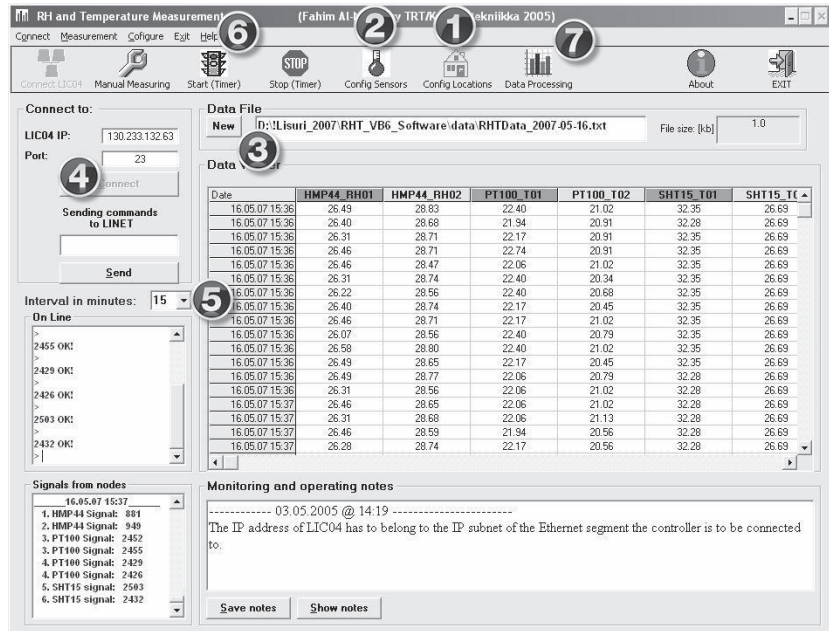 RH and Temperature Measurement (Fahim Al- y TRT/K ekniikka 2005)
Connect Measurement Cofigure Exit Help
6 2 1 7
Connect LIC04 Manual Measuring Start (Timer) STOP Stop (Timer) Config Sensors Config Locations Data Processing About EXIT
Connect to:
LIC04 IP: 130.233.132.63
Port: 23
4 Connect
Sending commands
to LINET
Send
Interval in minutes: 15
5
On Line
>
2455 OK!
>
2429 OK!
>
2426 OK!
>
2503 OK!
>
2432 OK!
>
Signals from nodes
16.05.07 15:37
1. HMP44 Signal: 881
2. HMP44 Signal: 949
3. PT100 Signal: 2452
3. PT100 Signal: 2455
4. PT100 Signal: 2429
4. PT100 Signal: 2426
5. SHT15 signal: 2503
6. SHT15 signal: 2432
Data File
New D:\!Lisuri_2007\RHT_VB6_Software\data\RHTData_2007-05-16.txt File size: [kb] 1.0
3
Data
Date HMP44_RH01 HMP44_RH02 PT100_T01 PT100_T02 SHT15_T01 SHT15_T(
16.05.07 15:36 26.49 28.83 22.40 21.02 32.35 26.69
16.05.07 15:36 26.40 28.68 21.94 20.91 32.28 26.69
16.05.07 15:36 26.31 28.71 22.17 20.91 32.35 26.69
16.05.07 15:36 26.46 28.71 22.74 20.91 32.35 26.69
16.05.07 15:36 26.46 28.47 22.06 21.02 32.35 26.69
16.05.07 15:36 26.31 28.74 22.40 20.34 32.35 26.69
16.05.07 15:36 26.22 28.56 22.40 20.68 32.35 26.69
16.05.07 15:36 26.40 28.74 22.17 20.45 32.35 26.69
16.05.07 15:36 26.46 28.71 22.17 21.02 32.35 26.69
16.05.07 15:36 26.07 28.56 22.40 20.79 32.35 26.69
16.05.07 15:36 26.58 28.80 22.40 21.02 32.35 26.69
16.05.07 15:36 26.49 28.65 22.17 20.45 32.35 26.69
16.05.07 15:36 26.49 28.77 22.06 20.79 32.28 26.69
16.05.07 15:36 26.31 28.56 22.06 21.02 32.28 26.69
16.05.07 15:37 26.46 28.65 22.06 21.02 32.28 26.69
16.05.07 15:37 26.31 28.68 22.06 21.13 32.28 26.69
16.05.07 15:37 26.46 28.59 21.94 20.56 32.28 26.69
16.05.07 15:37 26.28 28.74 22.17 20.56 32.28 26.69
Monitoring and operating notes
------------ 03.05.2005 @ 14:19 -----------------------
The IP address of LIC04 has to belong to the IP subnet of the Ethernet segment the controller is to be connected
to.
Save notes Show notes